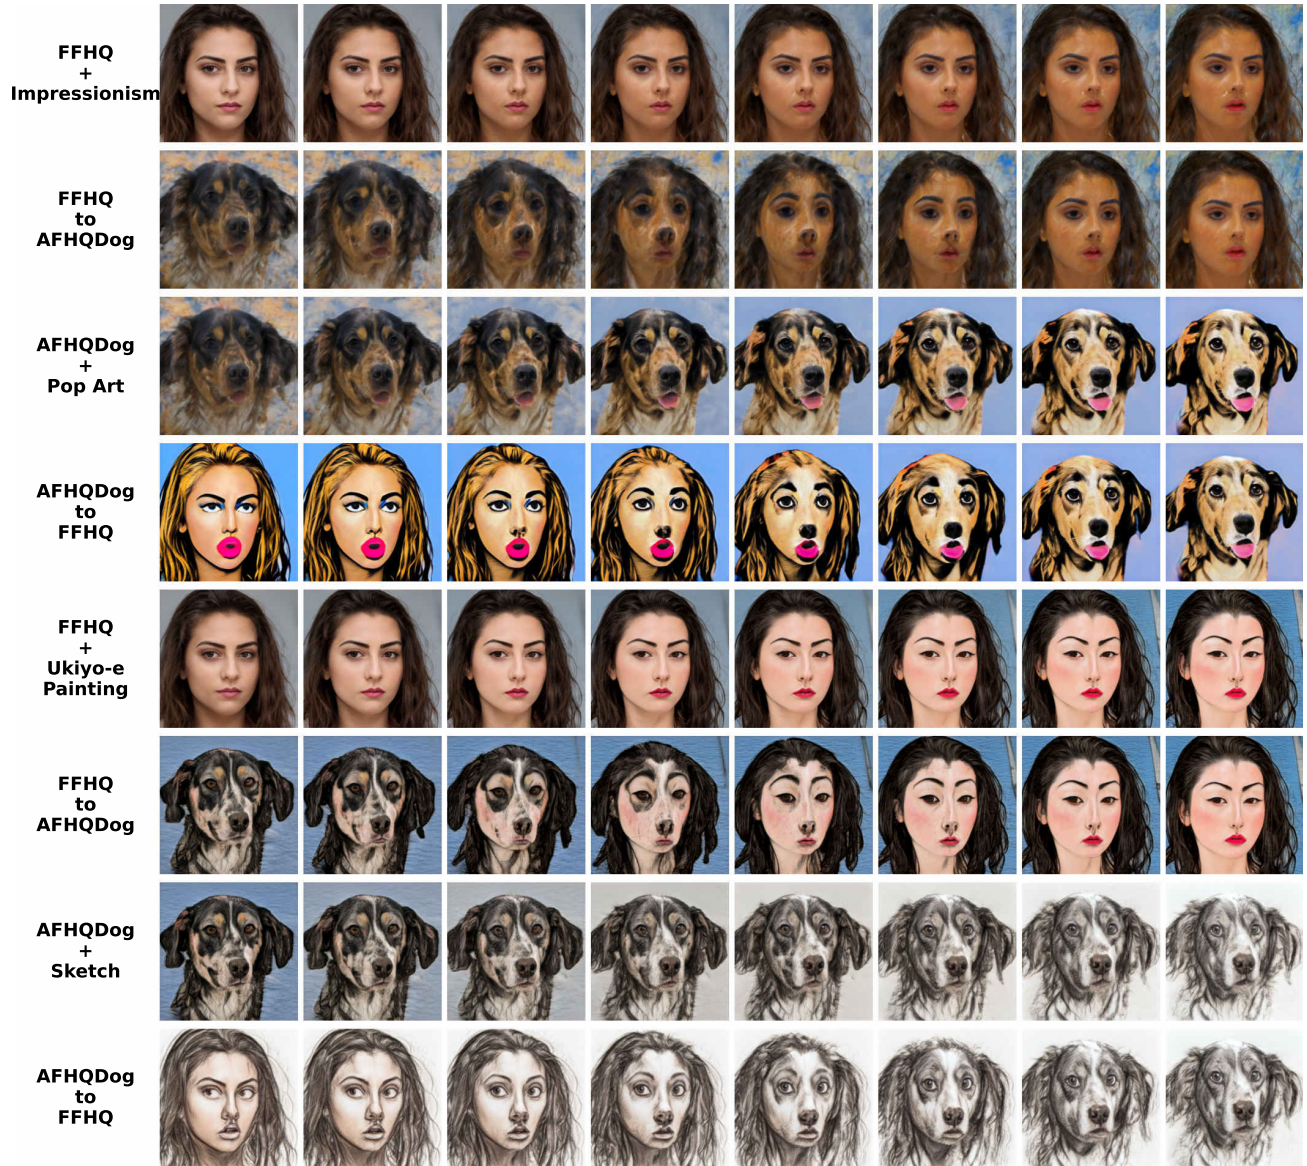 FFHQ
+
Impressionism
FFHQ
to
AFHQDog
AFHQDog
+
Pop Art
AFHQDog
to
FFHQ
FFHQ
+
Ukiyo-e
Painting
FFHQ
to
AFHQDog
AFHQDog
+
Sketch
AFHQDog
to
FFHQ